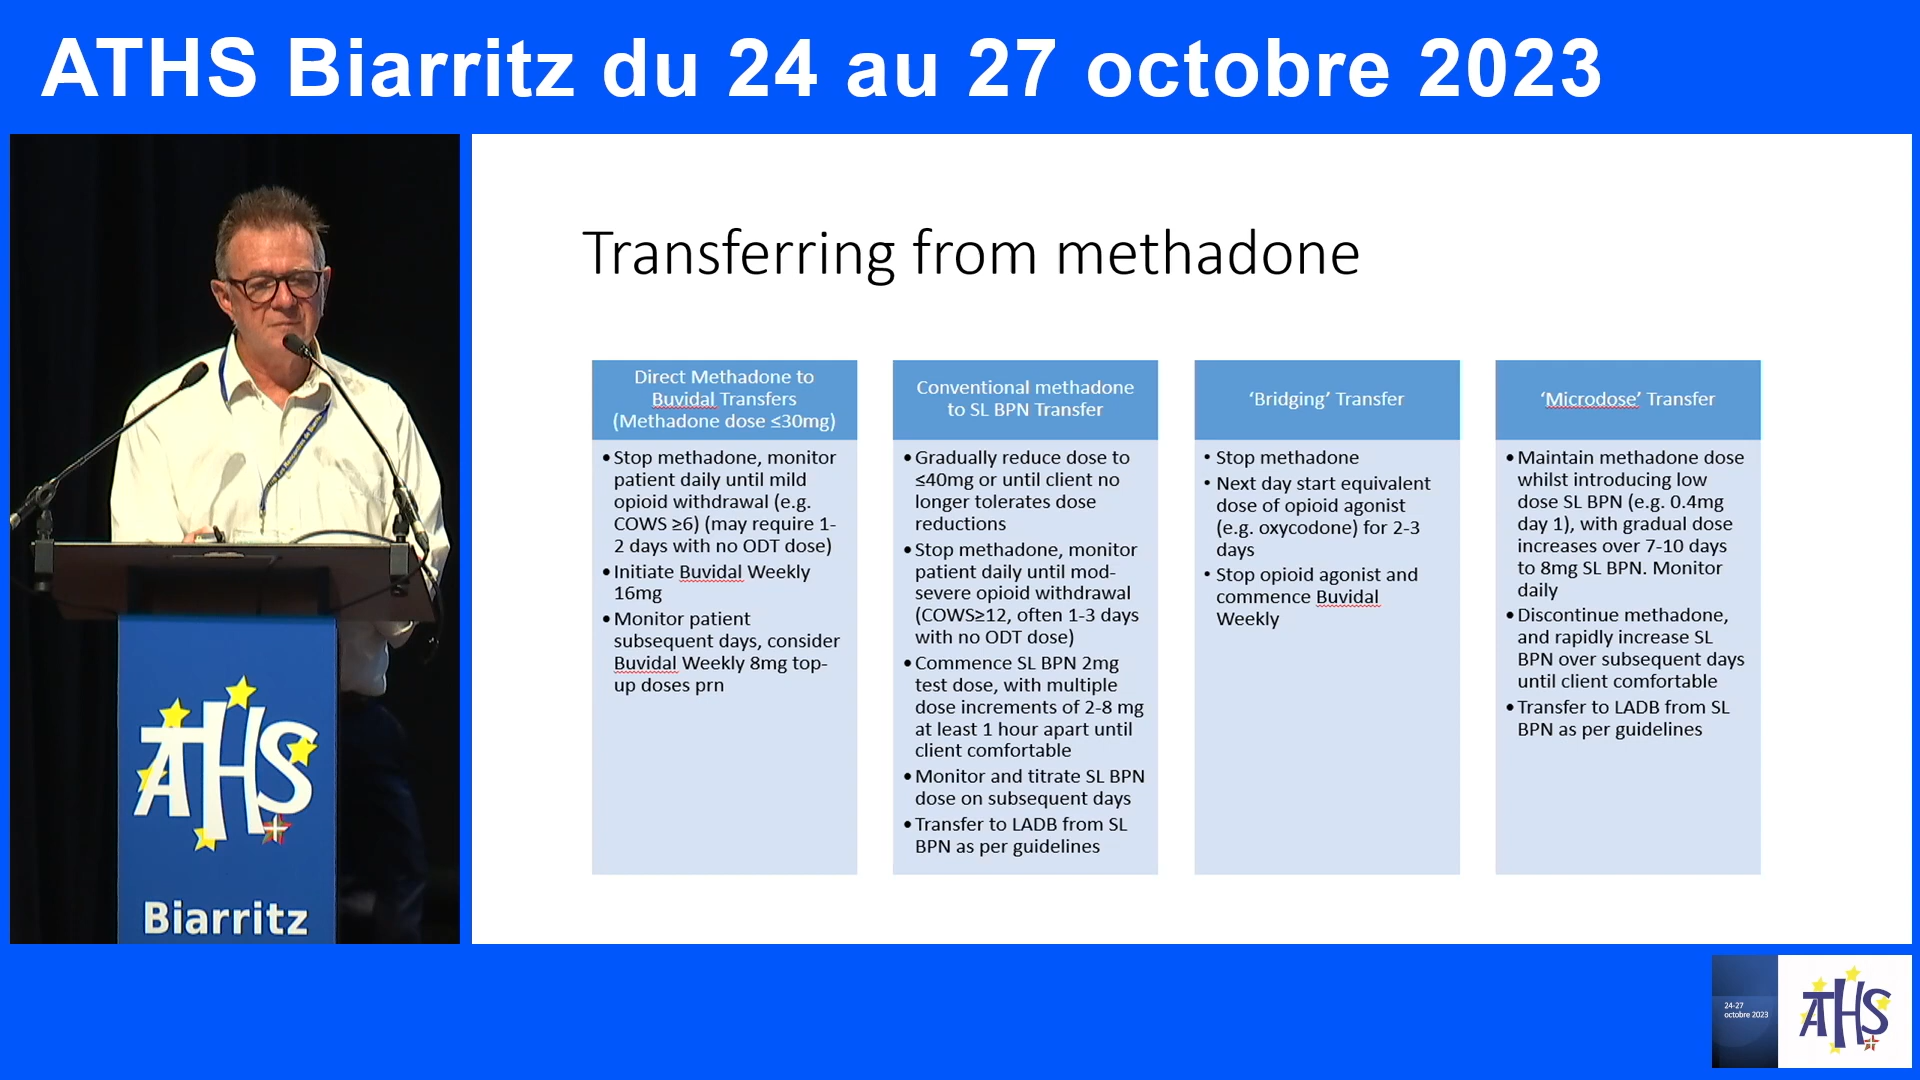 ATHS Biarritz du 24 au 27 octobre 2023
Transferring from methadone
Direct Methadone to
Buvidal Transfers
(Methadone dose ≤30mg)
•Stop methadone, monitor
patient daily until mild
opioid withdrawal (e.g.
COWS ≥6) (may require 1-
2 days with no ODT dose)
•Initiate Buvidal Weekly
16mg
•Monitor patient
subsequent days, consider
Buvidal Weekly 8mg top-
up doses prn
Conventional methadone
to SL BPN Transfer
•Gradually reduce dose to
≤40mg or until client no
longer tolerates dose
reductions
•Stop methadone, monitor
patient daily until mod-
severe opioid withdrawal
(COWS≥12, often 1-3 days
with no ODT dose)
•Commence SL BPN 2mg
test dose, with multiple
dose increments of 2-8 mg
at least 1 hour apart until
client comfortable
•Monitor and titrate SL BPN
dose on subsequent days
•Transfer to LADB from SL
BPN as per guidelines
‘Bridging’ Transfer
• Stop methadone
• Next day start equivalent
dose of opioid agonist
(e.g. oxycodone) for 2-3
days
• Stop opioid agonist and
commence Buvidal
Weekly
‘Microdose’ Transfer
•Maintain methadone dose
whilst introducing low
dose SL BPN (e.g. 0.4mg
day 1), with gradual dose
increases over 7-10 days
to 8mg SL BPN. Monitor
daily
•Discontinue methadone,
and rapidly increase SL
BPN over subsequent days
until client comfortable
•Transfer to LADB from SL
BPN as per guidelines
ATHS
Biarritz
24-27
octobre 2023
ATHS